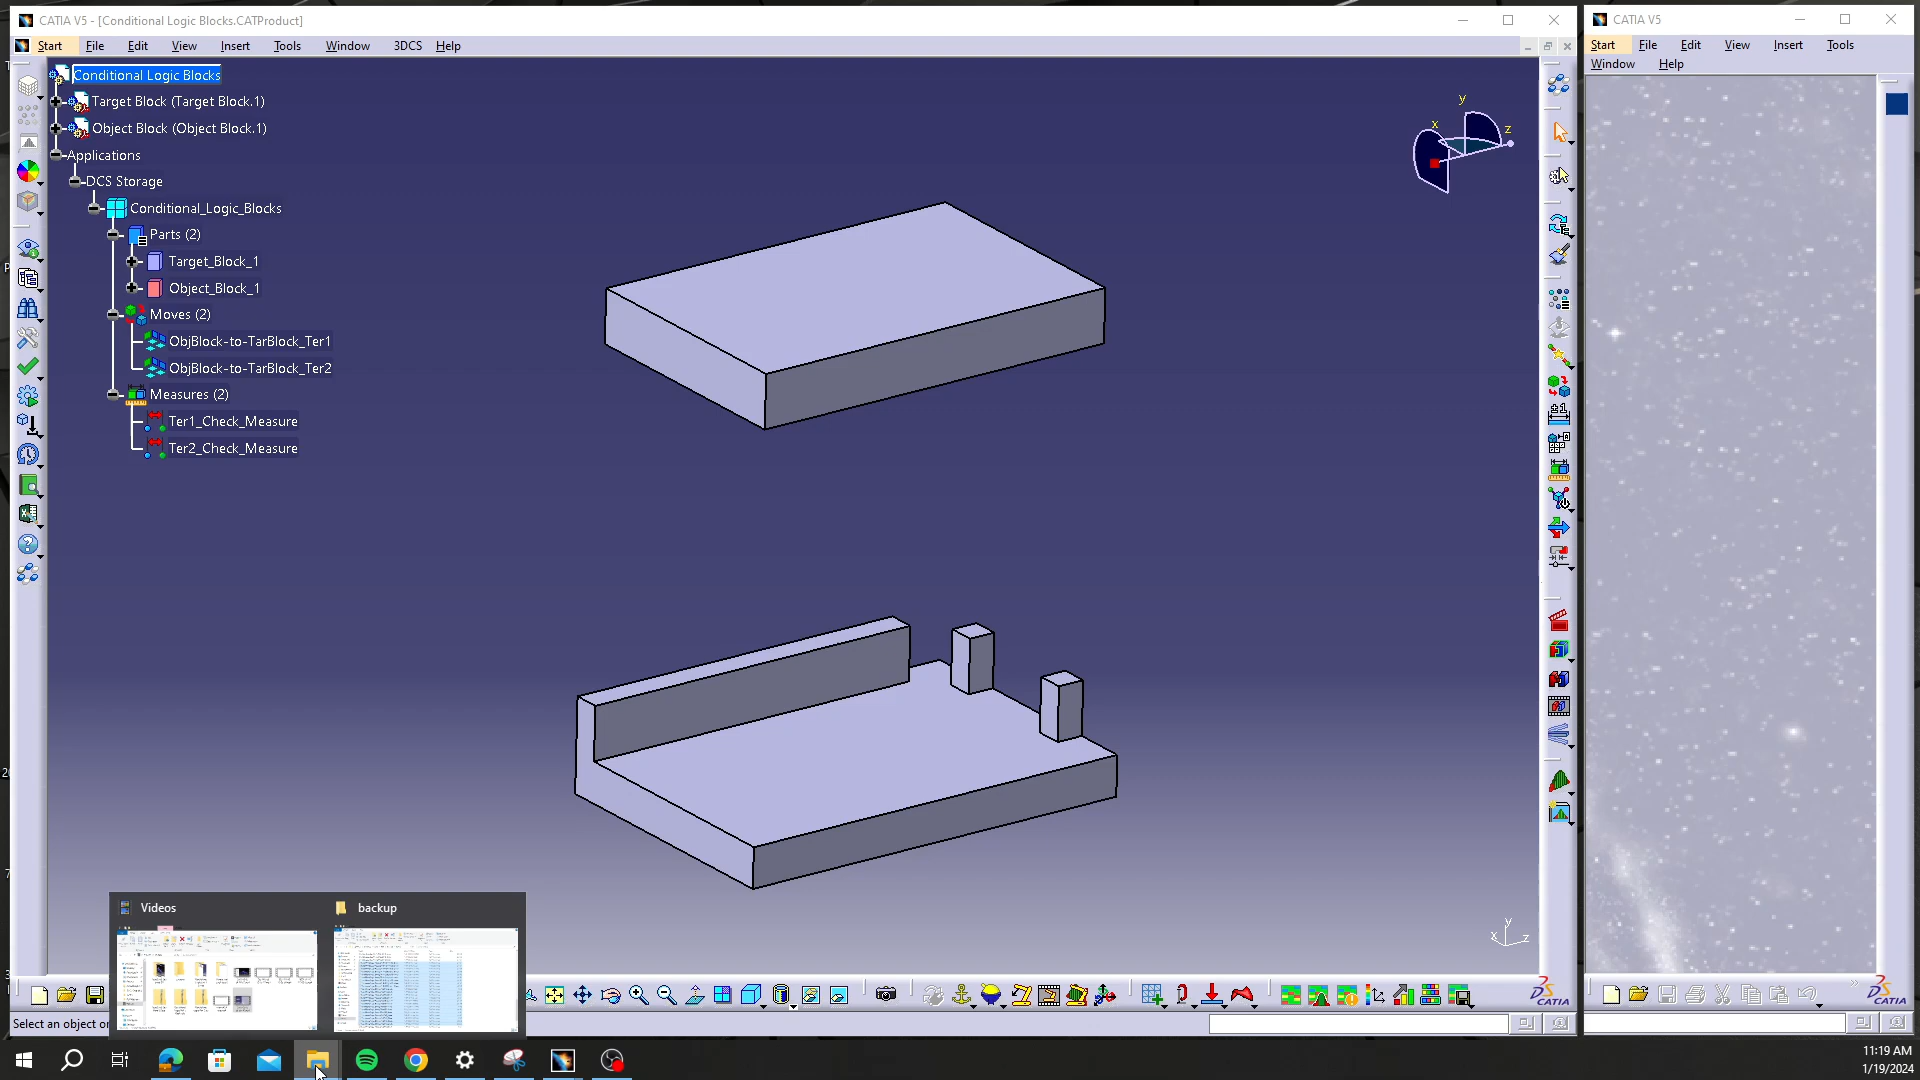 CATIA V5 - [Conditional Logic Blocks.CATProduct]
Start File Edit View Insert Tools Window 3DCS Help
Conditional Logic Blocks
Target Block (Target Block.1)
Object Block (Object Block.1)
Applications
DCS Storage
Conditional_Logic_Blocks
Parts (2)
Target_Block_1
Object_Block_1
Moves (2)
ObjBlock-to-TarBlock_Ter1
ObjBlock-to-TarBlock_Ter2
Measures (2)
Ter1_Check_Measure
Ter2_Check_Measure
y
x
z
y
x
z
Videos
backup
CATIA
Select an object or
CATIA V5
Start File Edit View Insert Tools
Window Help
CATIA
11:19 AM
1/19/2024